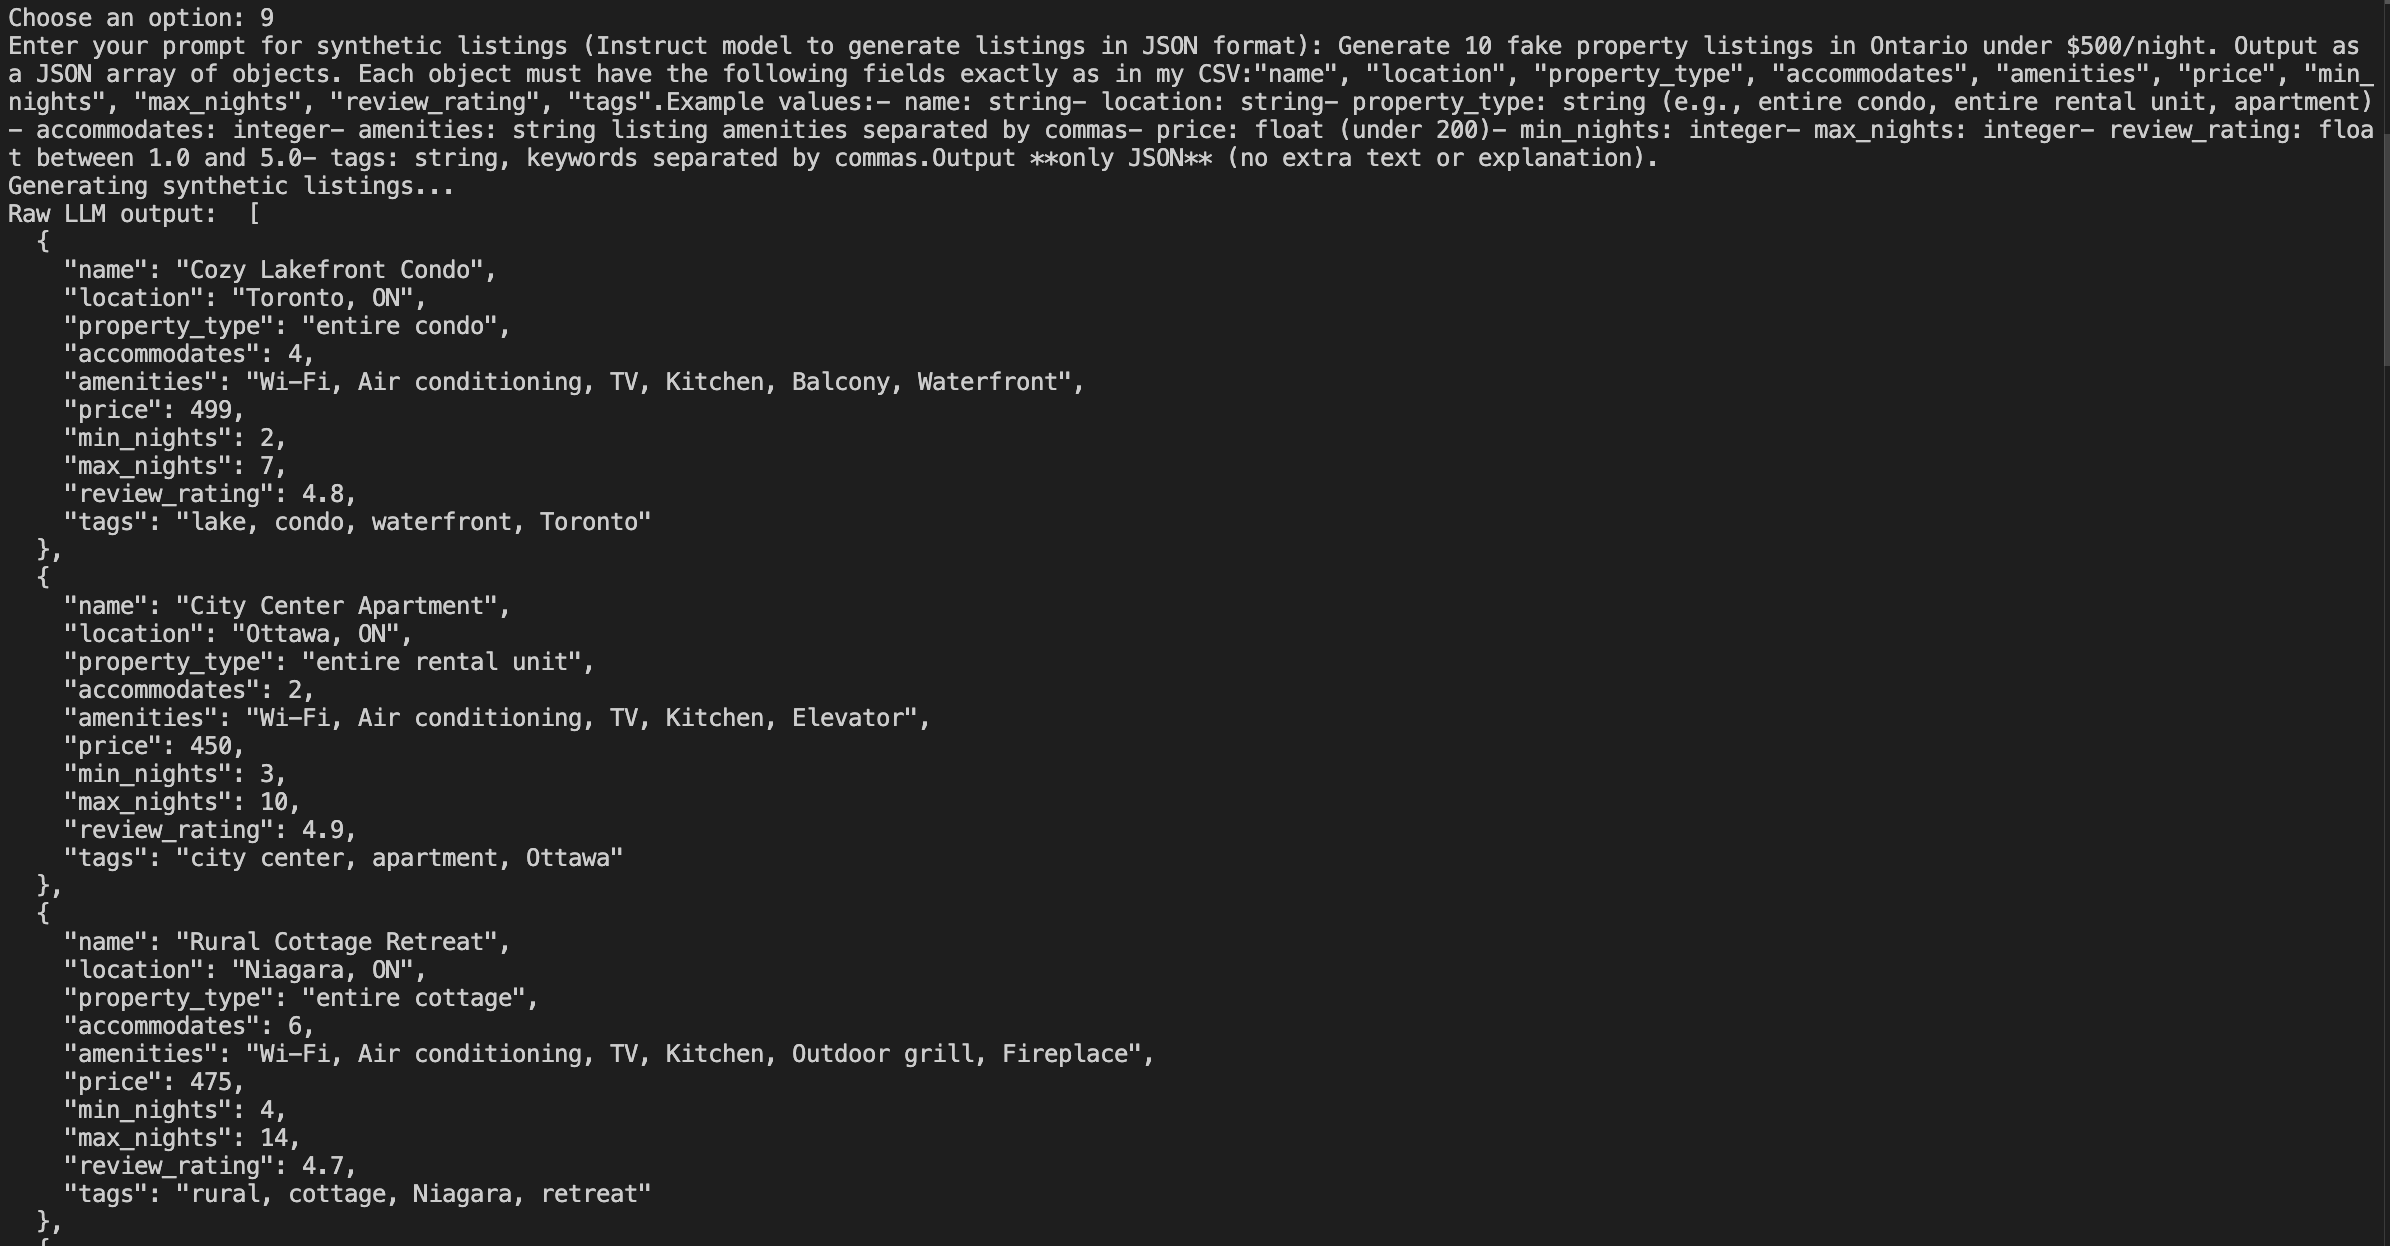 Choose an option: 9
Enter your prompt for synthetic listings (Instruct model to generate listings in JSON format): Generate 10 fake property listings in Ontario under $500/night. Output as
a JSON array of objects. Each object must have the following fields exactly as in my CSV:"name", "location", "property_type", "accommodates", "amenities", "price", "min_
nights", "max_nights", "review_rating", "tags".Example values:– name: string– location: string– property_type: string (e.g., entire condo, entire rental unit, apartment)
– accommodates: integer– amenities: string listing amenities separated by commas– price: float (under 200)– min_nights: integer– max_nights: integer– review_rating: floa
t between 1.0 and 5.0– tags: string, keywords separated by commas.Output **only JSON** (no extra text or explanation).
Generating synthetic listings...
Raw LLM output:  [
  {
    "name": "Cozy Lakefront Condo",
    "location": "Toronto, ON",
    "property_type": "entire condo",
    "accommodates": 4,
    "amenities": "Wi-Fi, Air conditioning, TV, Kitchen, Balcony, Waterfront",
    "price": 499,
    "min_nights": 2,
    "max_nights": 7,
    "review_rating": 4.8,
    "tags": "lake, condo, waterfront, Toronto"
  },
  {
    "name": "City Center Apartment",
    "location": "Ottawa, ON",
    "property_type": "entire rental unit",
    "accommodates": 2,
    "amenities": "Wi-Fi, Air conditioning, TV, Kitchen, Elevator",
    "price": 450,
    "min_nights": 3,
    "max_nights": 10,
    "review_rating": 4.9,
    "tags": "city center, apartment, Ottawa"
  },
  {
    "name": "Rural Cottage Retreat",
    "location": "Niagara, ON",
    "property_type": "entire cottage",
    "accommodates": 6,
    "amenities": "Wi-Fi, Air conditioning, TV, Kitchen, Outdoor grill, Fireplace",
    "price": 475,
    "min_nights": 4,
    "max_nights": 14,
    "review_rating": 4.7,
    "tags": "rural, cottage, Niagara, retreat"
  },
  {